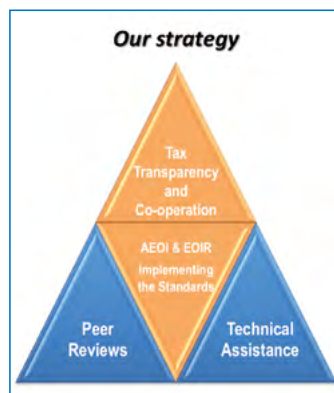 Our strategy
Tax
Transparency
and
Co-operation
AEOI & EOIR
Implementing
the Standards
Peer
Reviews
Technical
Assistance